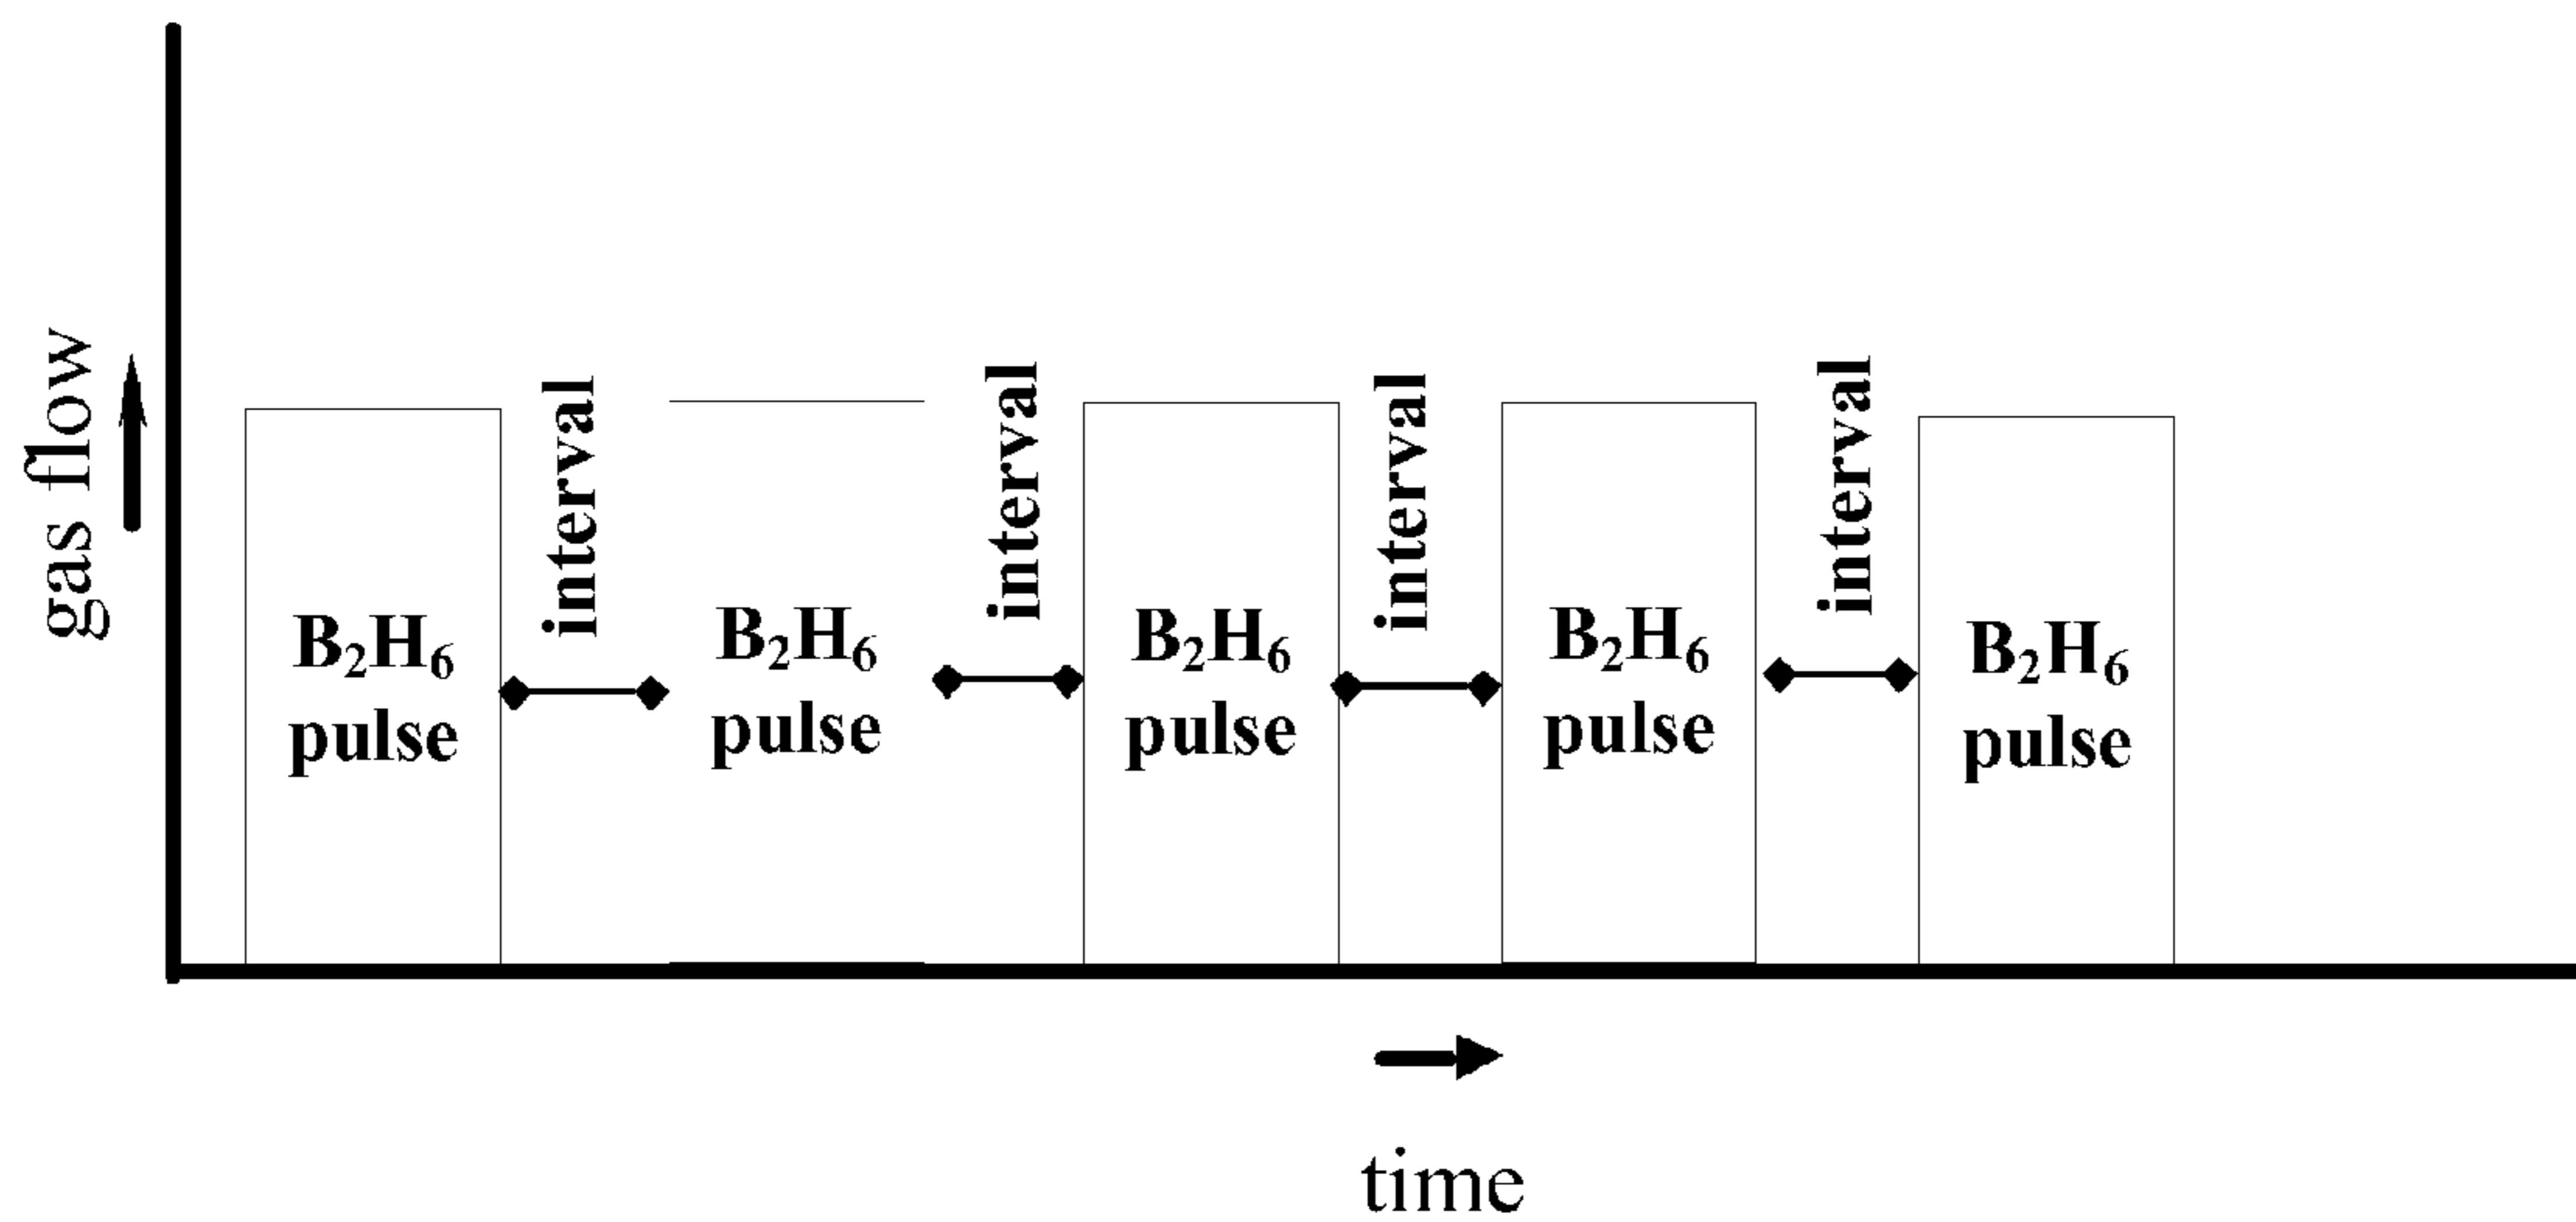 gas flow
B₂H₆
pulse
interval
B₂H₆
pulse
interval
B₂H₆
pulse
interval
B₂H₆
pulse
interval
B₂H₆
pulse
time